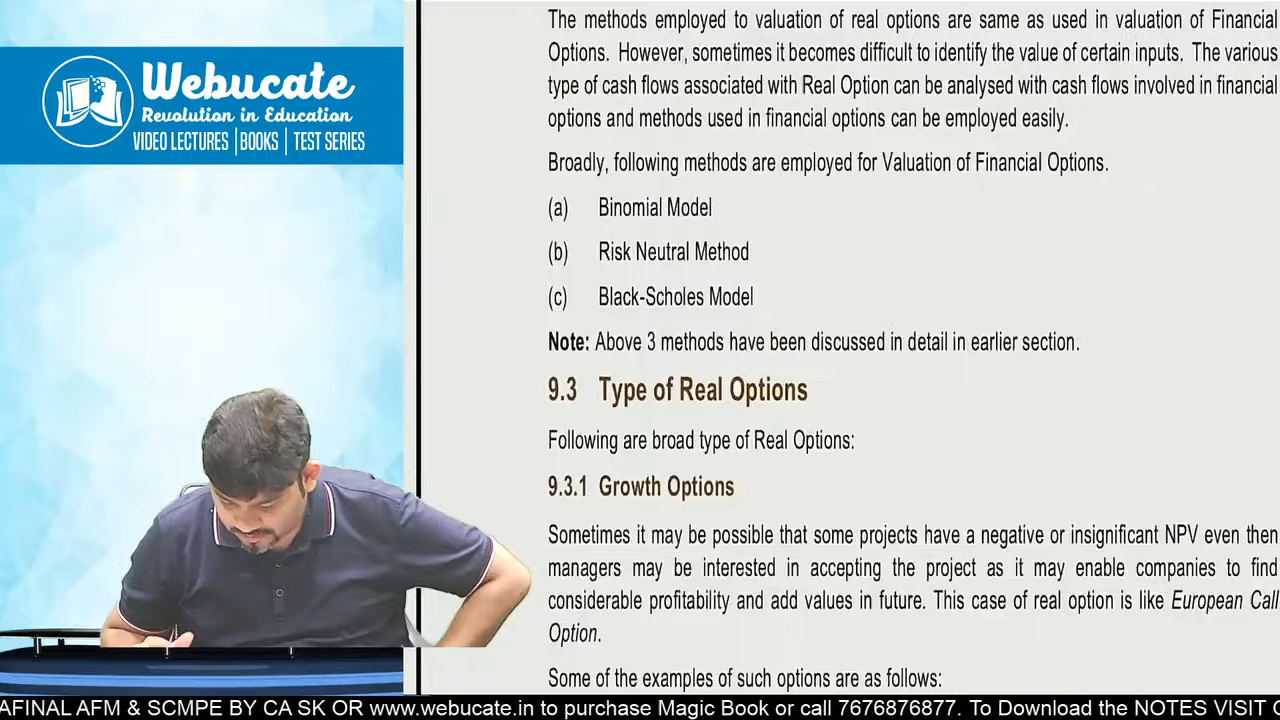 Webucate
Revolution in Education
VIDEO LECTURES | BOOKS | TEST SERIES
The methods employed to valuation of real options are same as used in valuation of Financial
Options. However, sometimes it becomes difficult to identify the value of certain inputs. The various
type of cash flows associated with Real Option can be analysed with cash flows involved in financial
options and methods used in financial options can be employed easily.
Broadly, following methods are employed for Valuation of Financial Options.
(a) Binomial Model
(b) Risk Neutral Method
(c) Black-Scholes Model
Note: Above 3 methods have been discussed in detail in earlier section.
9.3 Type of Real Options
Following are broad type of Real Options:
9.3.1 Growth Options
Sometimes it may be possible that some projects have a negative or insignificant NPV even then
managers may be interested in accepting the project as it may enable companies to find
considerable profitability and add values in future. This case of real option is like European Call
Option.
Some of the examples of such options are as follows:
AFINAL AFM & SCMPE BY CA SK OR www.webucate.in to purchase Magic Book or call 7676876877. To Download the NOTES VISIT